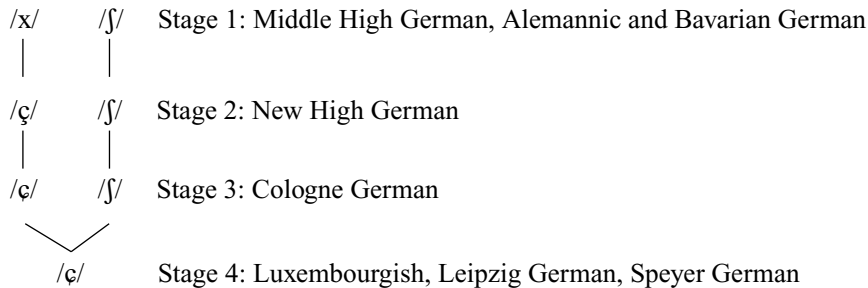 /x/ /ʃ/ Stage 1: Middle High German, Alemannic and Bavarian German
/ç/ /ʃ/ Stage 2: New High German
/ɕ/ /ʃ/ Stage 3: Cologne German
/ɕ/ Stage 4: Luxembourgish, Leipzig German, Speyer German